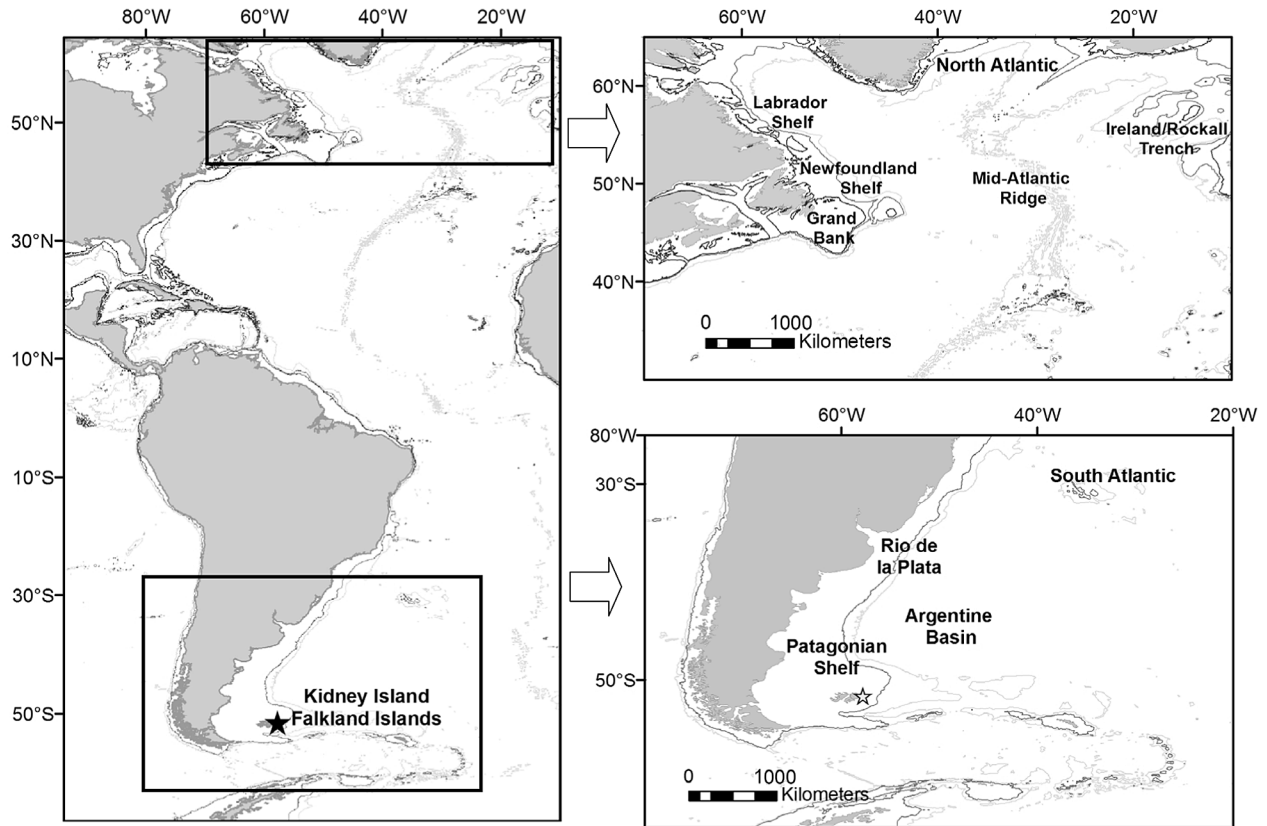 80°W
60°W
40°W
20°W
50°N
30°N
10°N
10°S
30°S
50°S
Kidney Island
Falkland Islands
60°W
40°W
20°W
60°N
50°N
40°N
North Atlantic
Labrador
Shelf
Ireland/Rockall
Trench
Newfoundland
Shelf
Mid-Atlantic
Ridge
Grand
Bank
0
1000
Kilometers
80°W
60°W
40°W
20°W
30°S
50°S
South Atlantic
Rio de
la Plata
Argentine
Basin
Patagonian
Shelf
0
1000
Kilometers